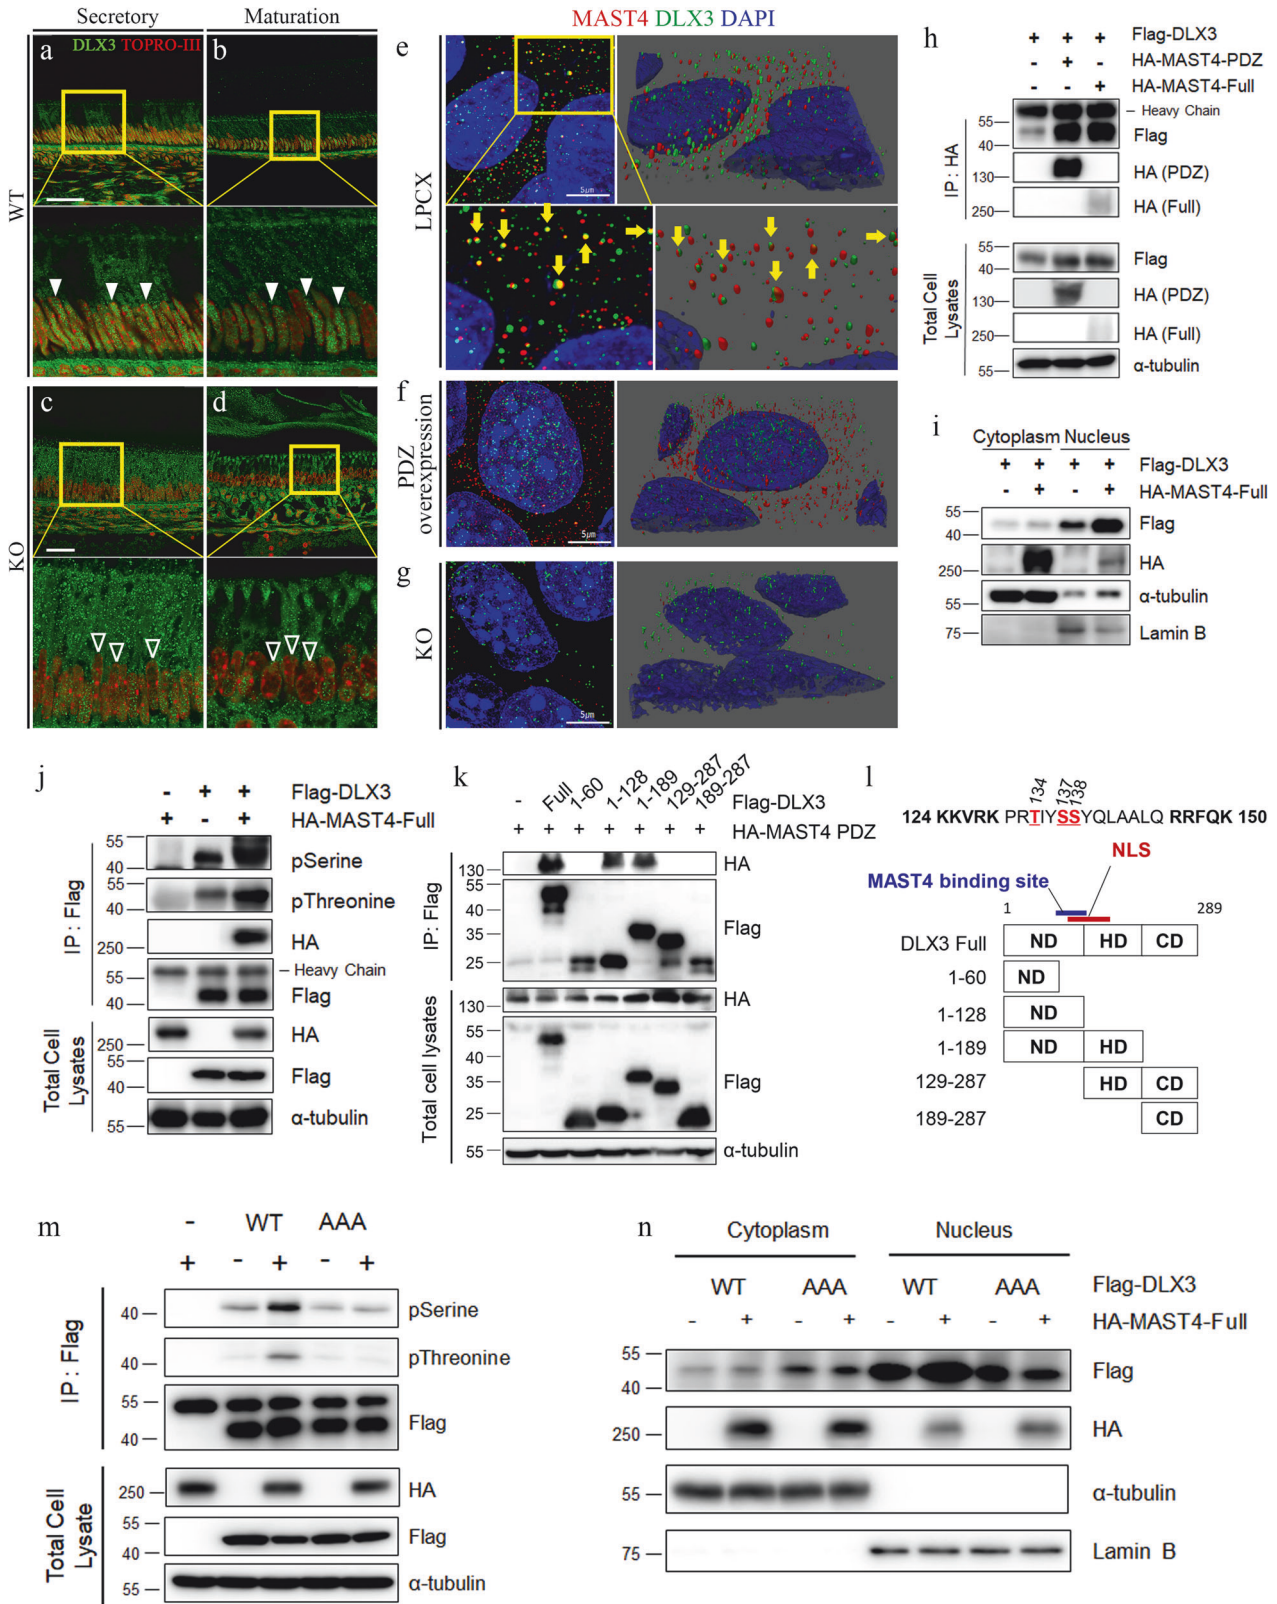 Secretory Maturation
WT
a DLX3 TOPRO-III
b
KO
c
d
MAST4 DLX3 DAPI
LPCX
e
5μm
PDZ
overexpression
f
5μm
KO
g
5μm
h
+ + + Flag-DLX3
- + - HA-MAST4-PDZ
- - + HA-MAST4-Full
IP : HA
– Heavy Chain
55 Flag
40
130 HA (PDZ)
250 HA (Full)
Total Cell
Lysates
55 Flag
40
130 HA (PDZ)
250 HA (Full)
55 α-tubulin
i
Cytoplasm Nucleus
+ + + + Flag-DLX3
- + - + HA-MAST4-Full
55 Flag
40
250 HA
55 α-tubulin
75 Lamin B
j
- + + Flag-DLX3
+ - + HA-MAST4-Full
IP : Flag
55 pSerine
40
55 pThreonine
40
250 HA
– Heavy Chain
55
40 Flag
Total Cell
Lysates
250 HA
55 Flag
40
55 α-tubulin
k
- Full 1-60 1-128 1-189 129-287 189-287 Flag-DLX3
+ + + + + + + HA-MAST4 PDZ
IP: Flag
130 HA
55
40 Flag
35
25
Total cell lysates
130 HA
55
40
35 Flag
25
55 α-tubulin
l
134 137 138
124 KKVRK PRTIYSSYQLAALQ RRFQK 150
NLS
MAST4 binding site
1 289
DLX3 Full ND HD CD
1-60 ND
1-128 ND
1-189 ND HD
129-287 HD CD
189-287 CD
m
- WT AAA
+ - + - +
IP : Flag
40 pSerine
40 pThreonine
55 Flag
40
Total Cell
Lysate
250 HA
55 Flag
40
55 α-tubulin
n
Cytoplasm Nucleus
WT AAA WT AAA Flag-DLX3
- + - + - + - + HA-MAST4-Full
55 Flag
40
250 HA
55 α-tubulin
75 Lamin B